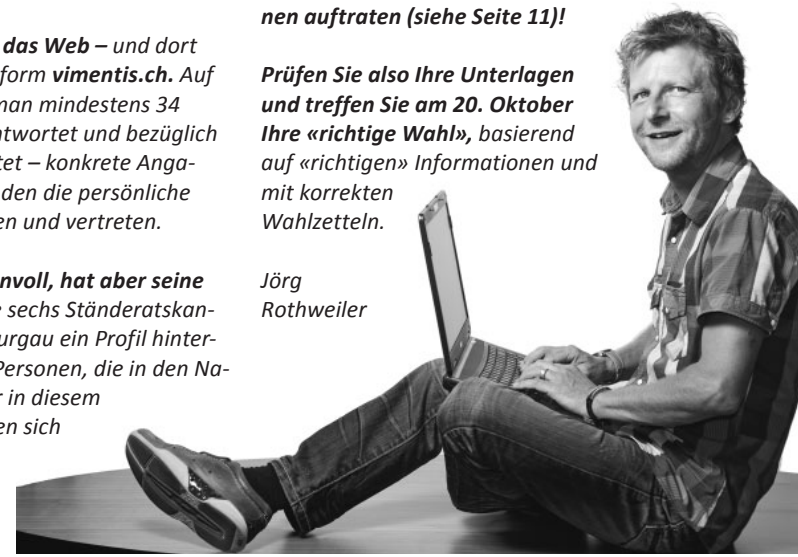 das Web – und dort
form vimentis.ch. Auf
man mindestens 34
ntwortet und bezüglich
tet – konkrete Anga-
den die persönliche
en und vertreten.
nvoll, hat aber seine
e sechs Ständeratskan-
urgau ein Profil hinter-
Personen, die in den Na-
r in diesem
en sich
nen auftraten (siehe Seite 11)!
Prüfen Sie also Ihre Unterlagen
und treffen Sie am 20. Oktober
Ihre «richtige Wahl», basierend
auf «richtigen» Informationen und
mit korrekten
Wahlzetteln.
Jörg
Rothweiler